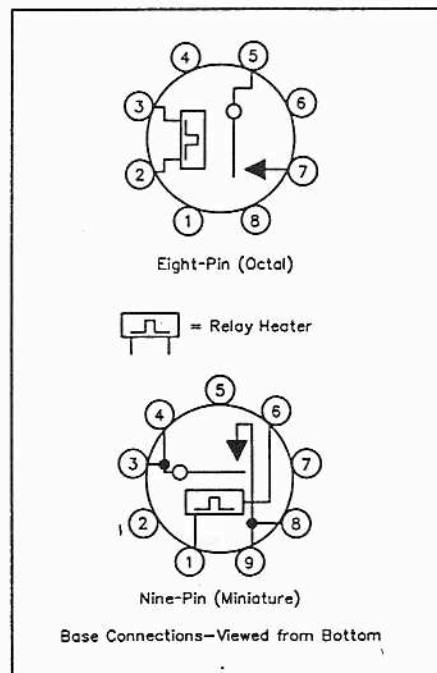 4 5
3 6
2 7
1 8
Eight-Pin (Octal)
= Relay Heater
5
4 6
3 7
2 8
1 9
Nine-Pin (Miniature)
Base Connections—Viewed from Bottom